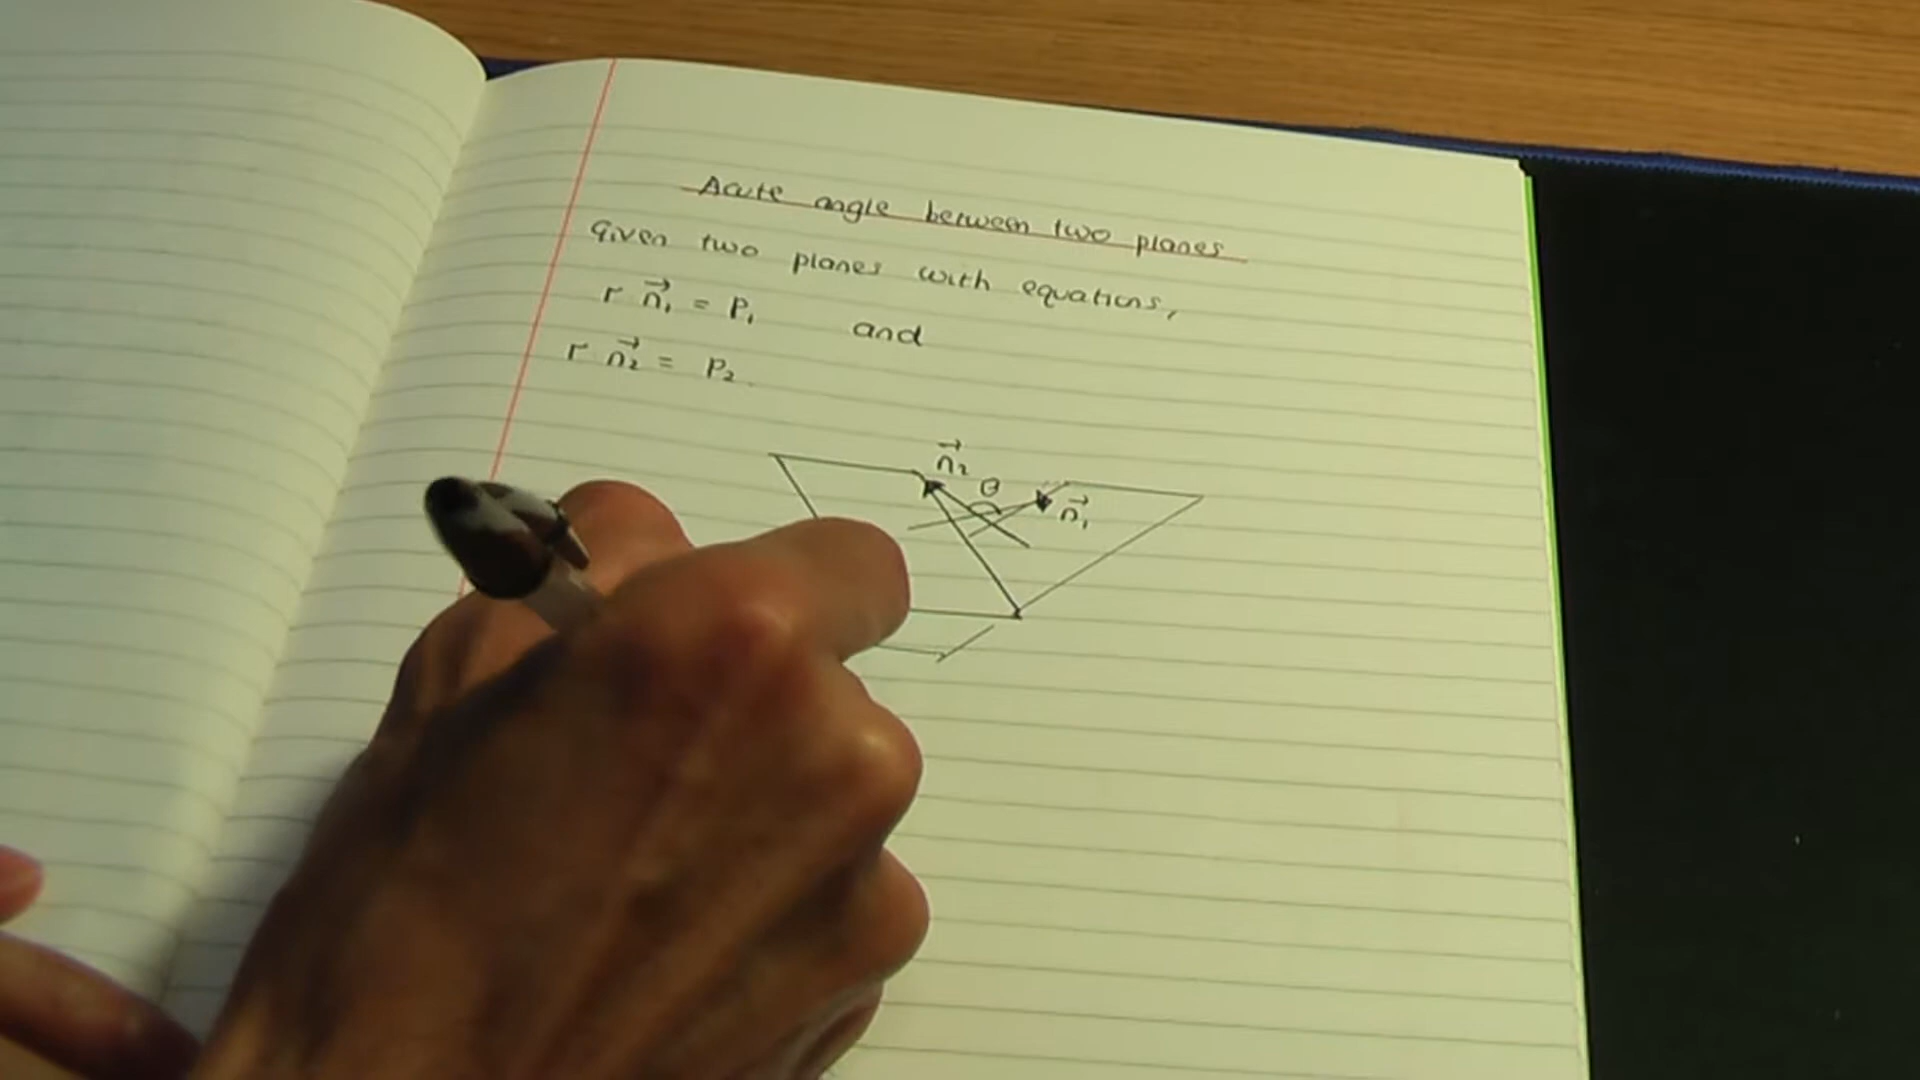 Acute angle between two planes
Given two planes with equations,
r n⃗₁ = P₁ and
r n⃗₂ = P₂.
n⃗₂
θ
n⃗₁